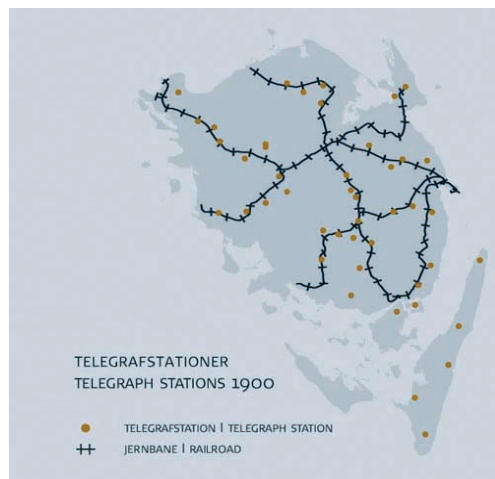 TELEGRAFSTATIONER
TELEGRAPH STATIONS 1900
TELEGRAFSTATION | TELEGRAPH STATION
JERNBANE | RAILROAD